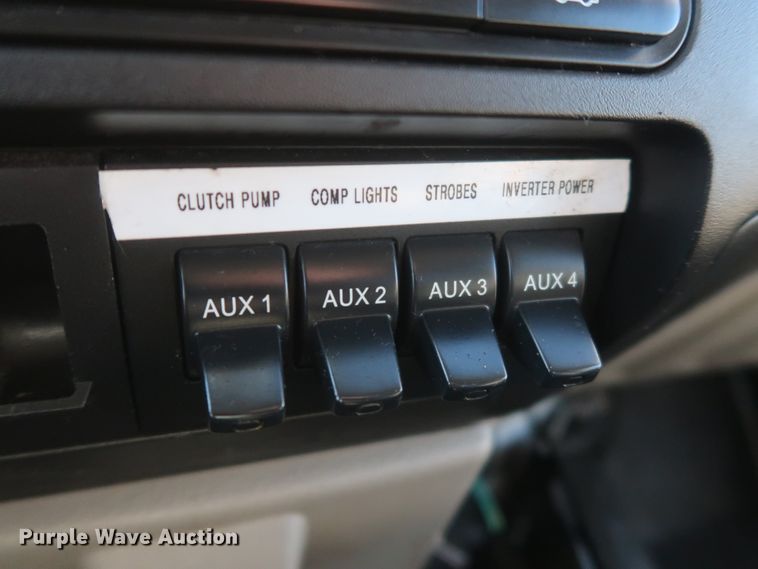 CLUTCH PUMP COMP LIGHTS STROBES INVERTER POWER
AUX 1 AUX 2 AUX 3 AUX 4
Purple Wave Auction